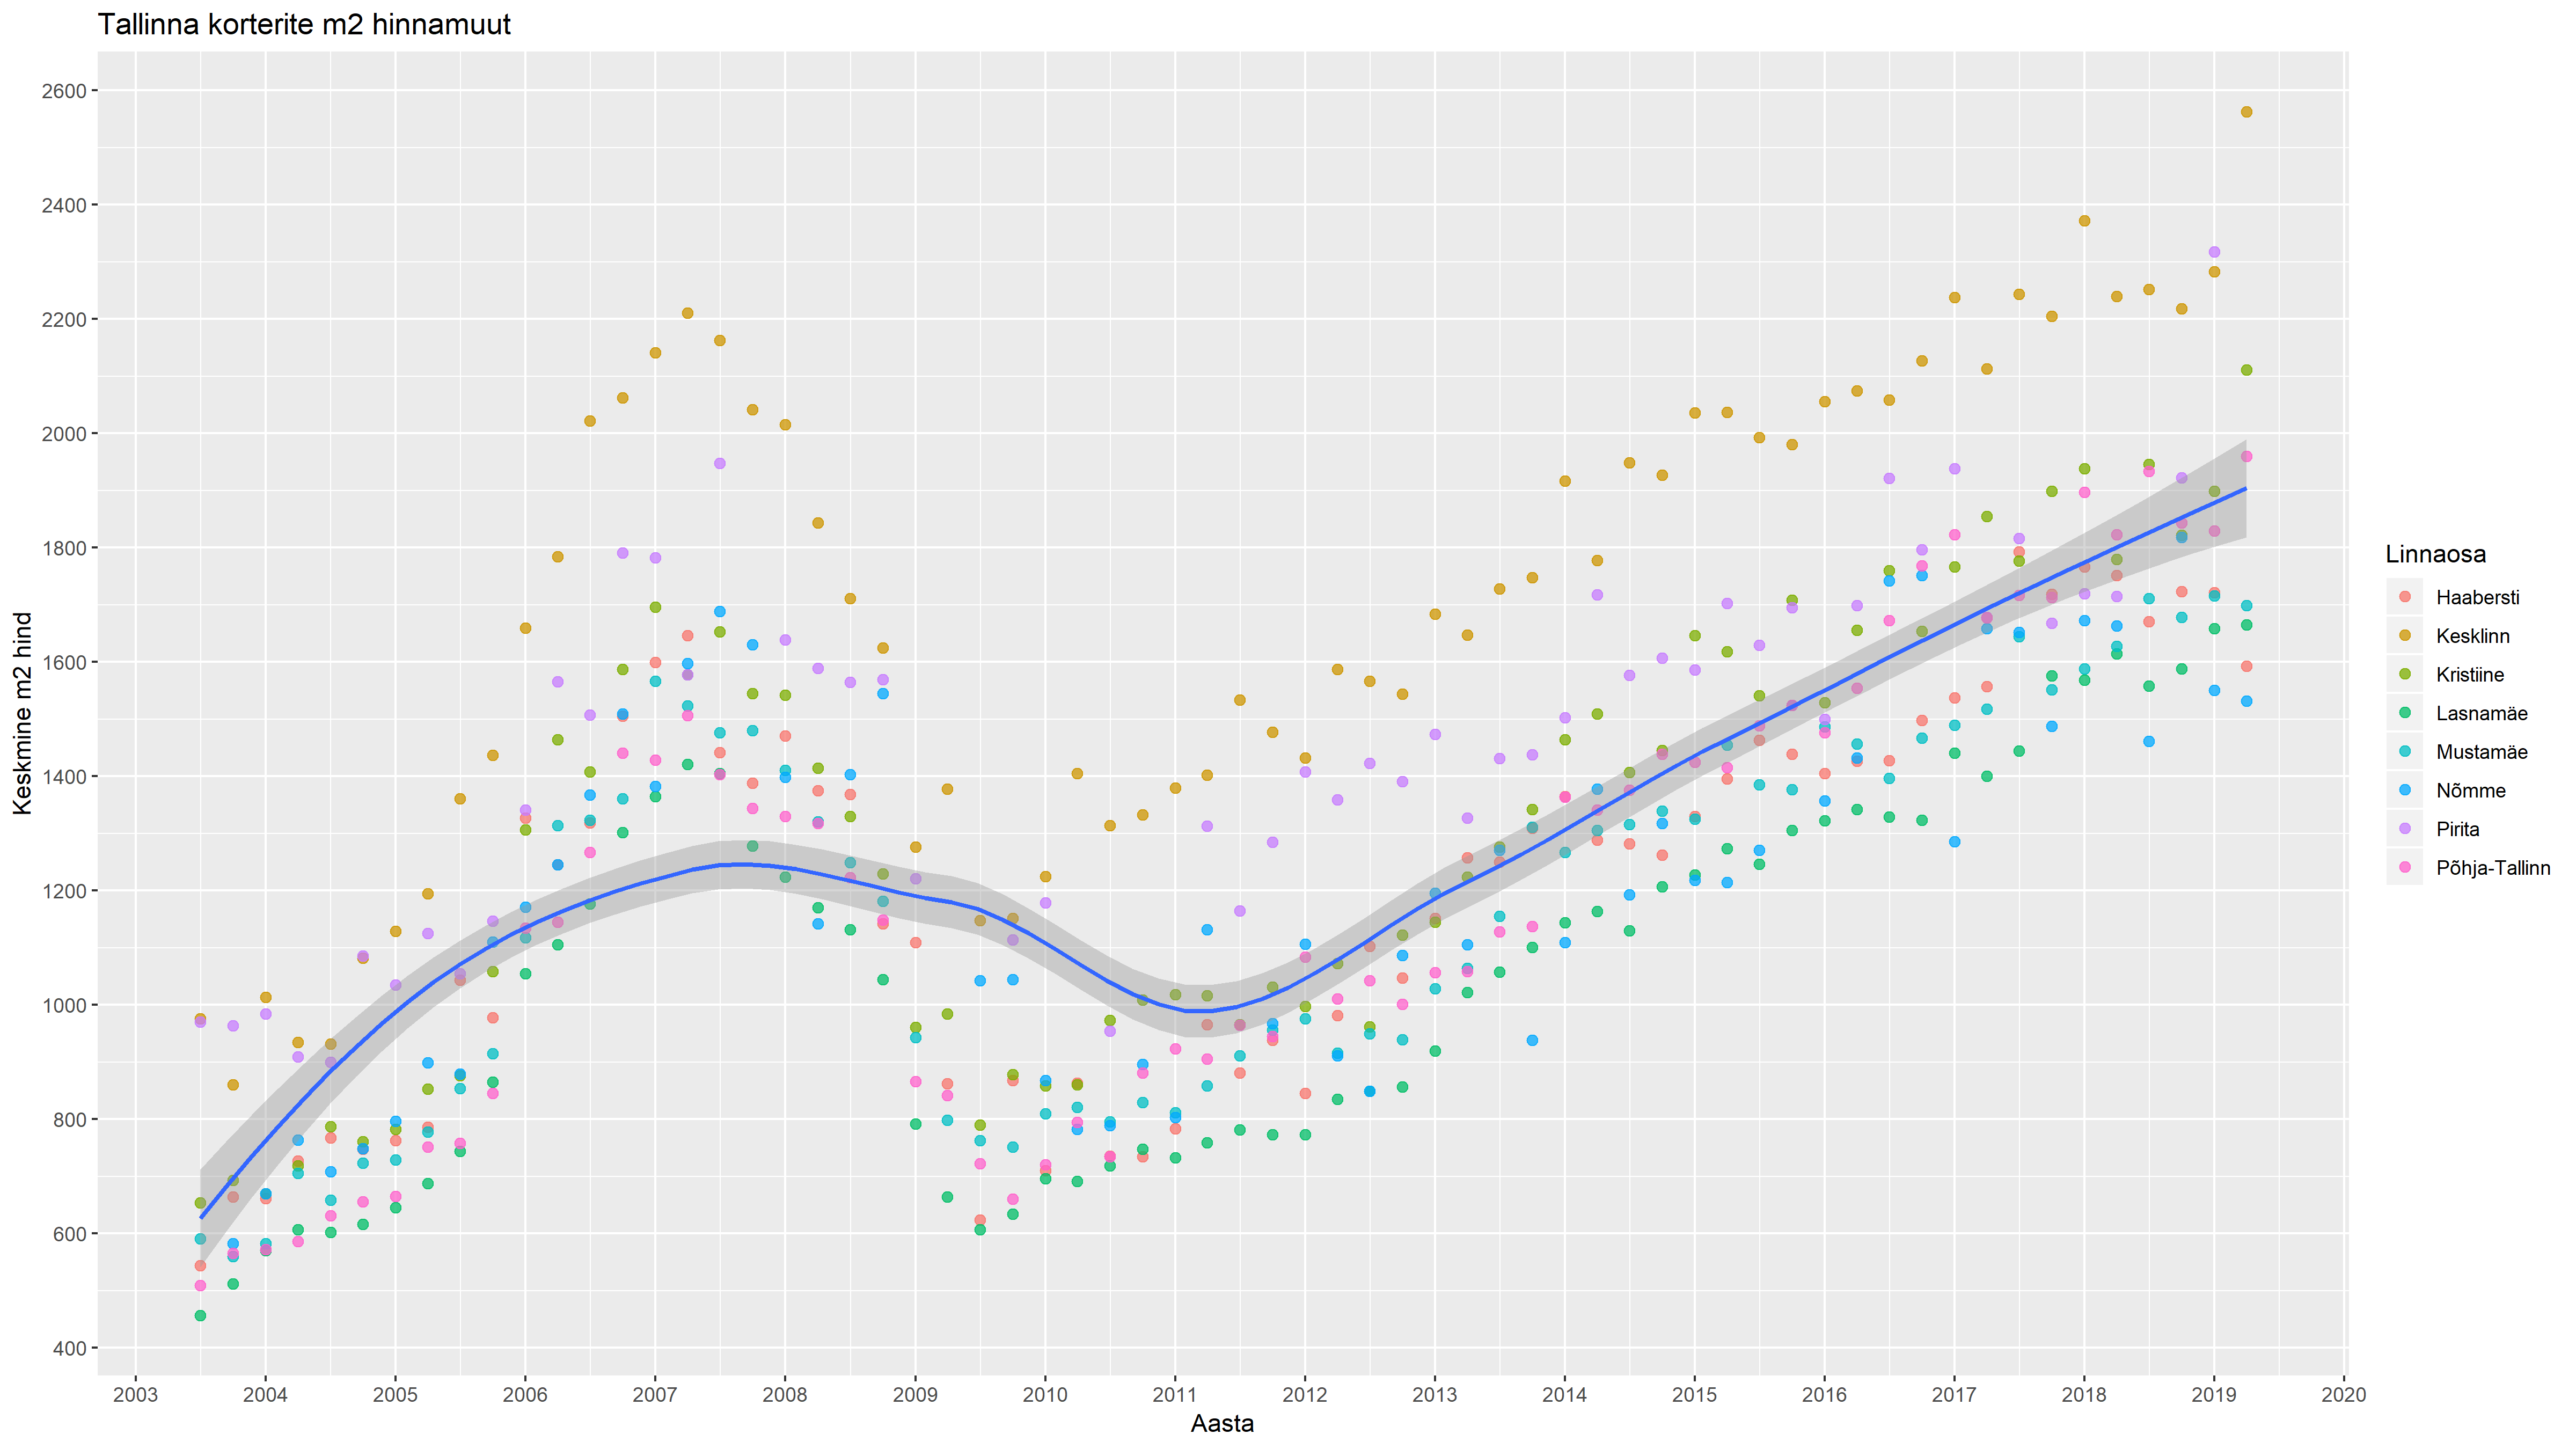 Tallinna korterite m2 hinnamuut
Keskmine m2 hind
2600
2400
2200
2000
1800
1600
1400
1200
1000
800
600
400
2003 2004 2005 2006 2007 2008 2009 2010 2011 2012 2013 2014 2015 2016 2017 2018 2019 2020
Aasta
Linnaosa
Haabersti
Kesklinn
Kristiine
Lasnamäe
Mustamäe
Nõmme
Pirita
Põhja-Tallinn